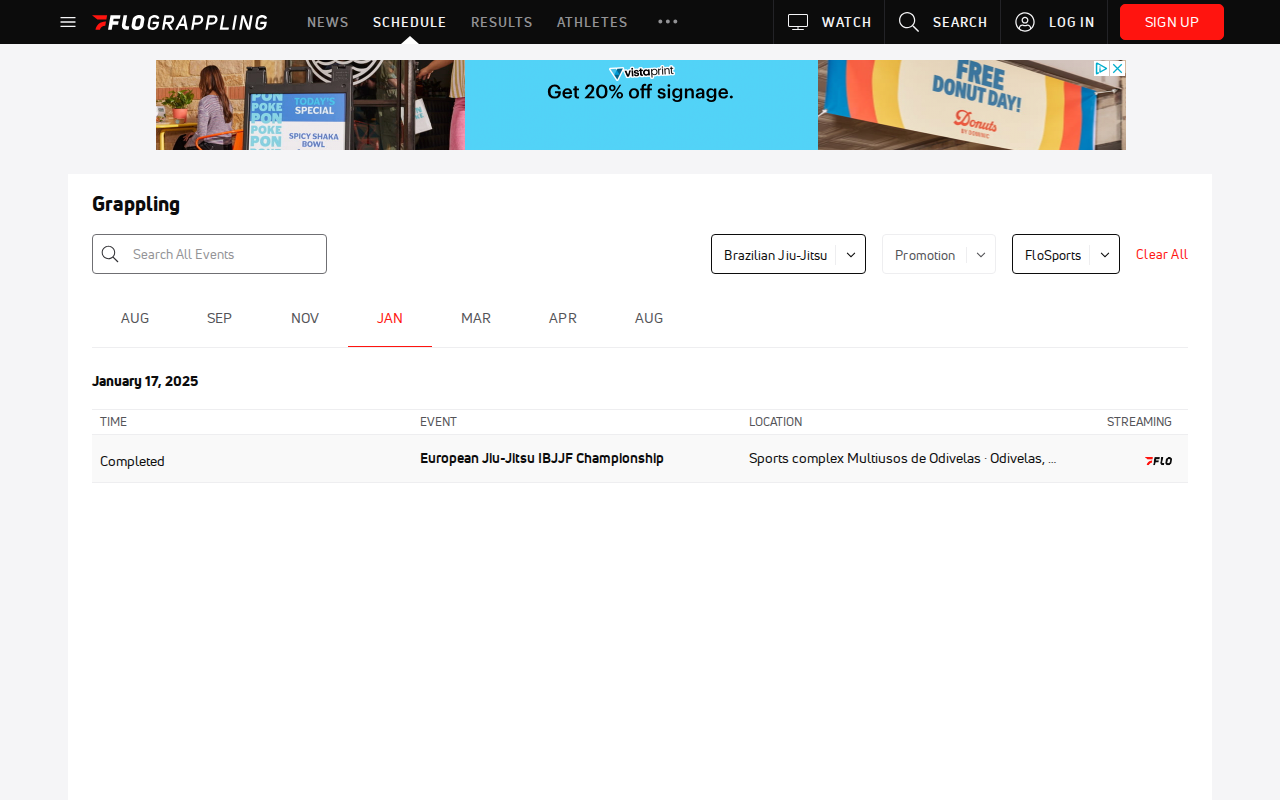 FLOGRAPPLING NEWS SCHEDULE RESULTS ATHLETES WATCH SEARCH LOG IN SIGN UP
PON
POKE
PON
POKE
PON
TODAY'S
SPECIAL
SPICY SHAKA
BOWL
vistaprint
Get 20% off signage.
FREE
DONUT DAY!
Donuts
BY DOMINIC
Grappling
Search All Events
Brazilian Jiu-Jitsu Promotion FloSports Clear All
AUG SEP NOV JAN MAR APR AUG
January 17, 2025
TIME EVENT LOCATION STREAMING
Completed European Jiu-Jitsu IBJJF Championship Sports complex Multiusos de Odivelas · Odivelas, ... FLO